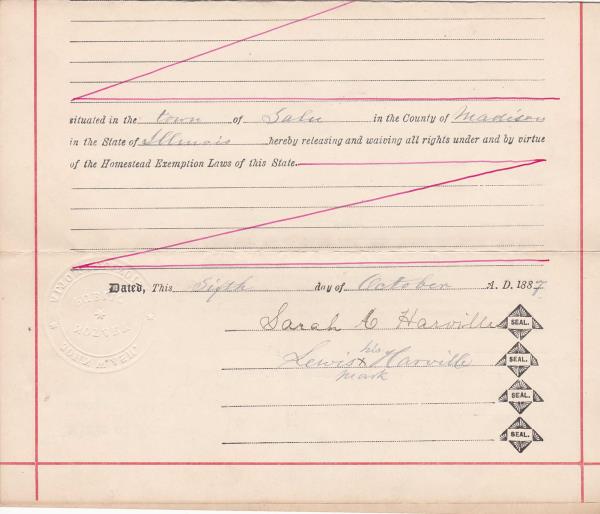 situated in the town of Salu in the County of Madison
in the State of Illinois hereby releasing and waiving all rights under and by virtue
of the Homestead Exemption Laws of this State.
Dated, This day of October A. D. 1887
Sarah Harville SEAL.
his
Lewis x Harville SEAL.
mark
SEAL.
SEAL.